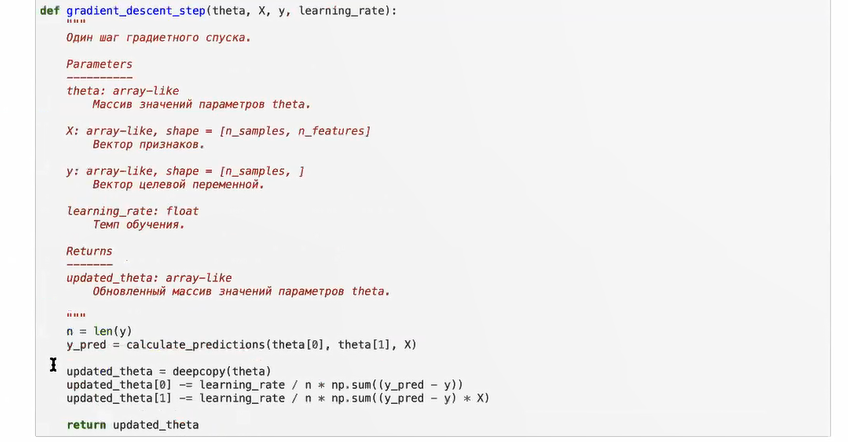 def gradient_descent_step(theta, X, y, learning_rate):
"""
Один шаг градиетного спуска.
Parameters
----------
theta: array-like
Массив значений параметров theta.
X: array-like, shape = [n_samples, n_features]
Вектор признаков.
y: array-like, shape = [n_samples, ]
Вектор целевой переменной.
learning_rate: float
Темп обучения.
Returns
-------
updated_theta: array-like
Обновленный массив значений параметров theta.
"""
n = len(y)
y_pred = calculate_predictions(theta[0], theta[1], X)
updated_theta = deepcopy(theta)
updated_theta[0] -= learning_rate / n * np.sum((y_pred - y))
updated_theta[1] -= learning_rate / n * np.sum((y_pred - y) * X)
return updated_theta